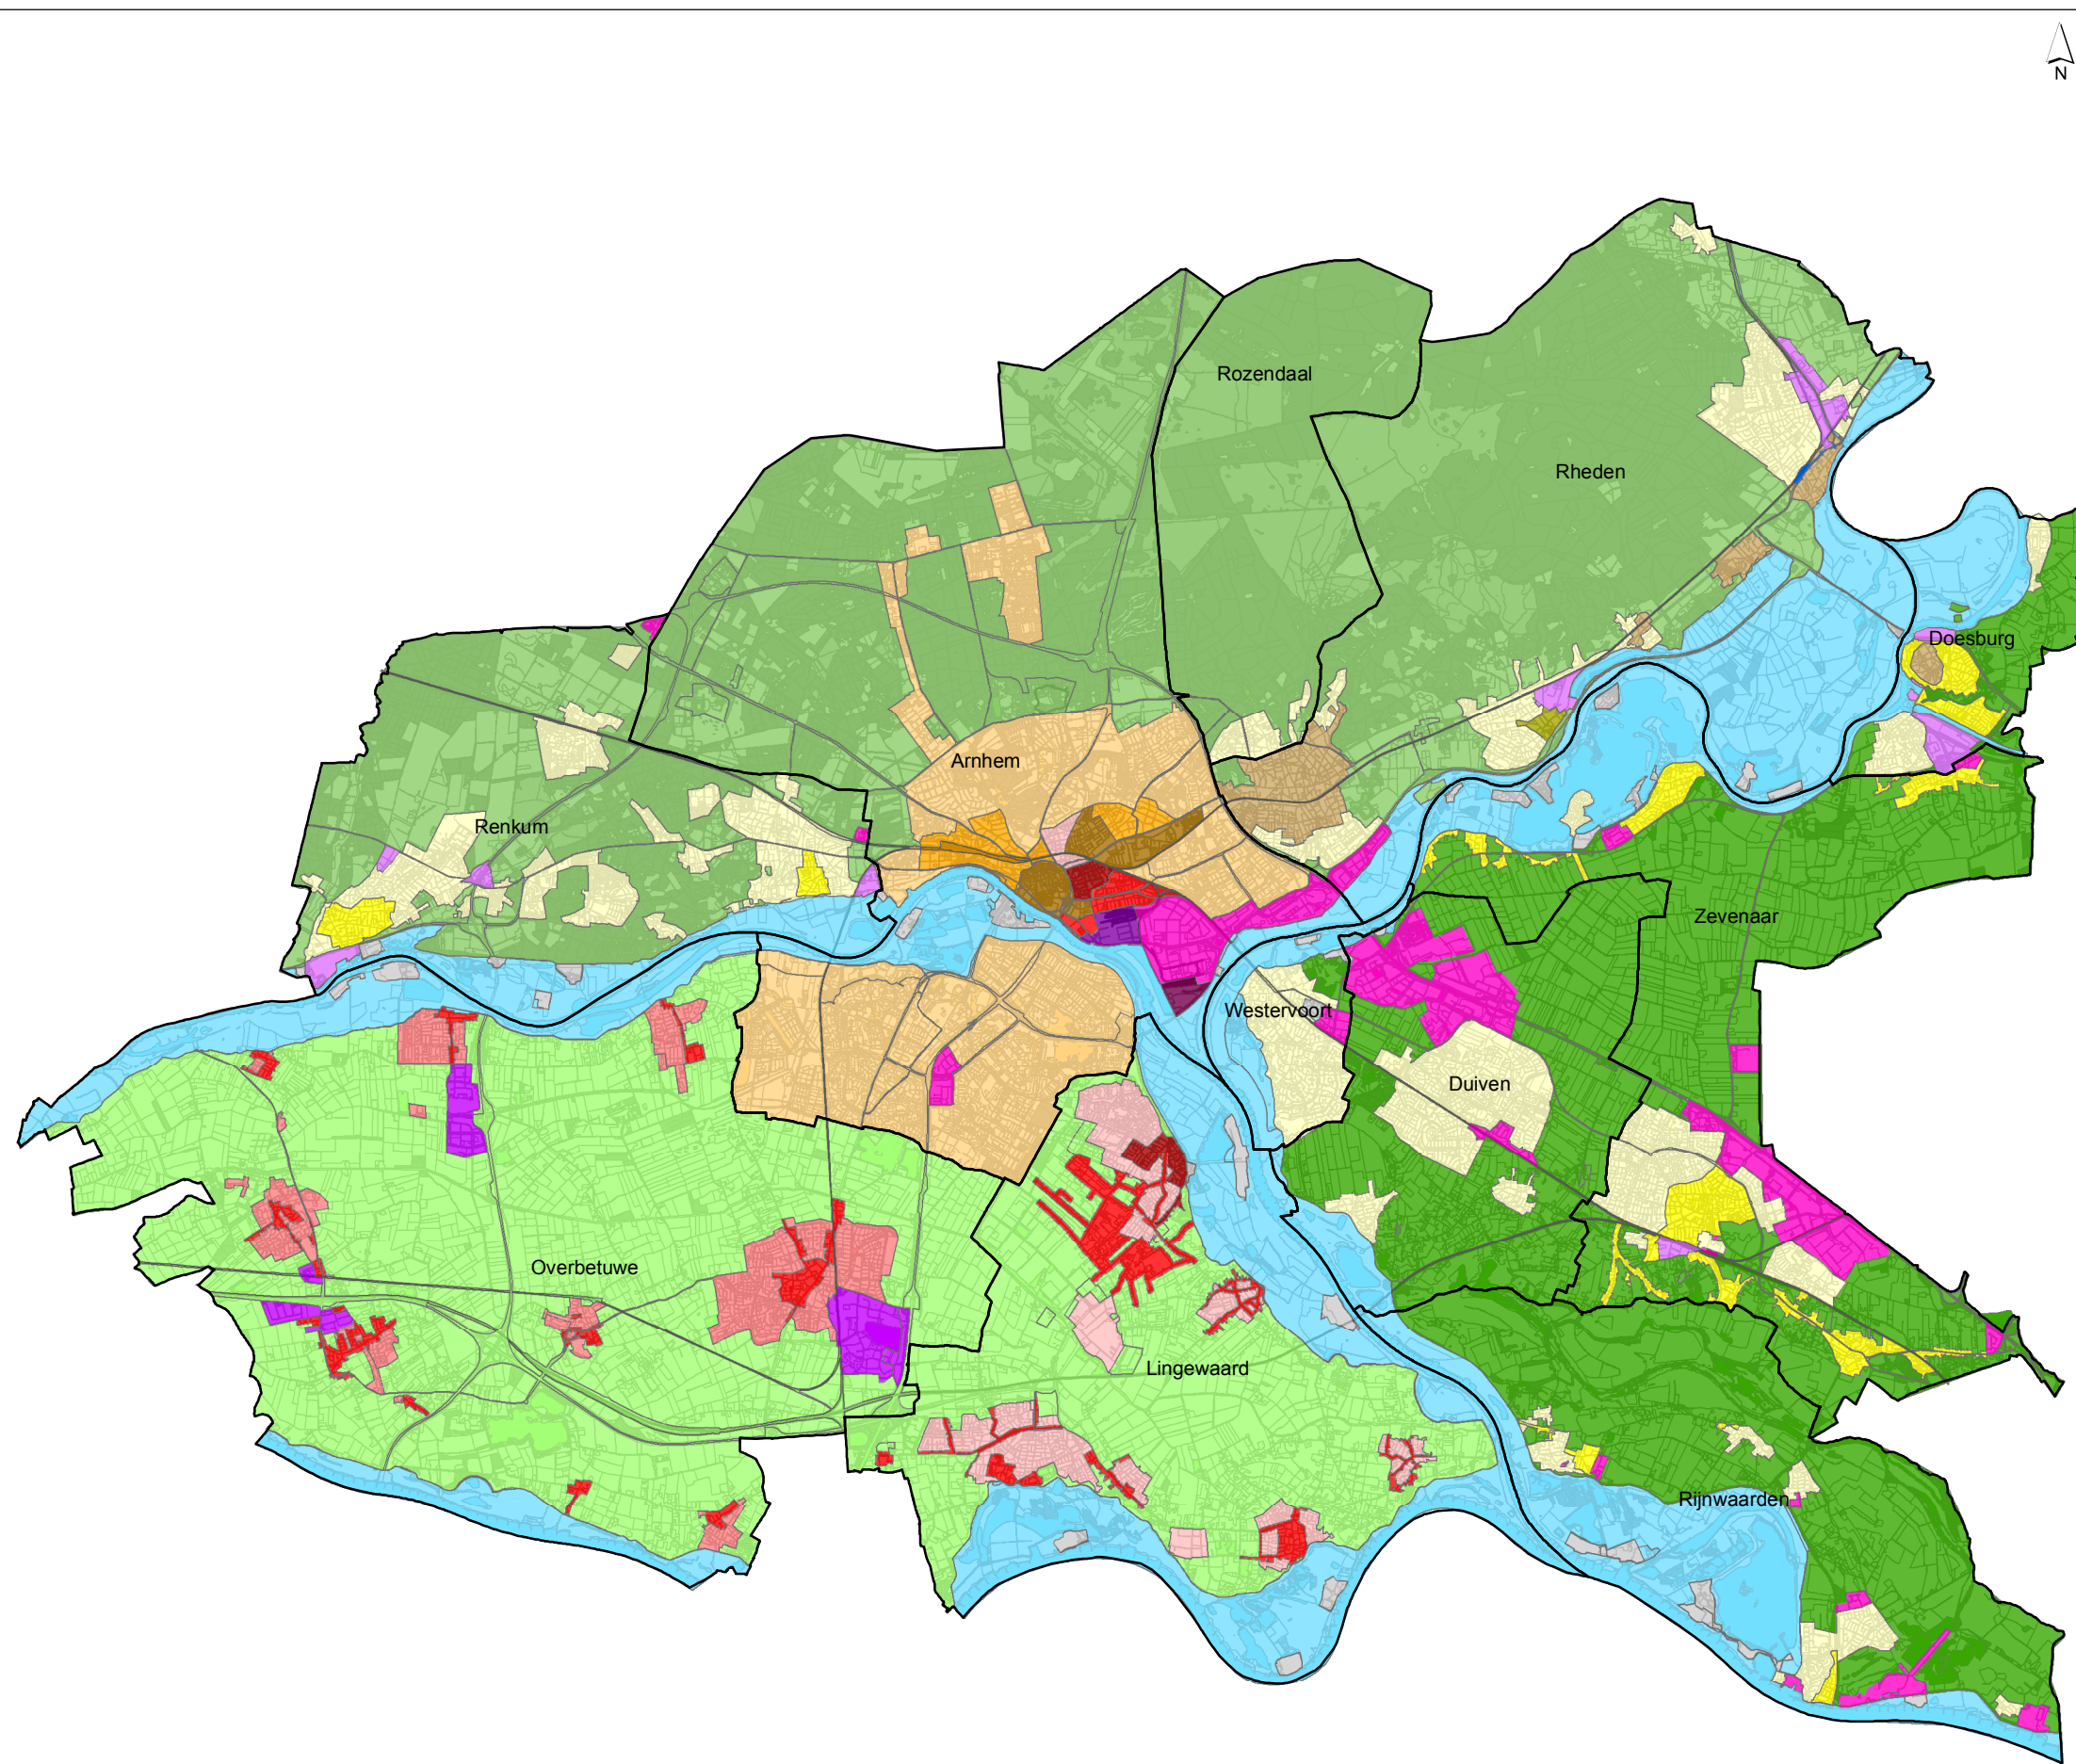 N
Rozendaal
Rheden
Doesburg
Arnhem
Renkum
Zevenaar
Westervoort
Duiven
Overbetuwe
Lingewaard
Rijnwaarden